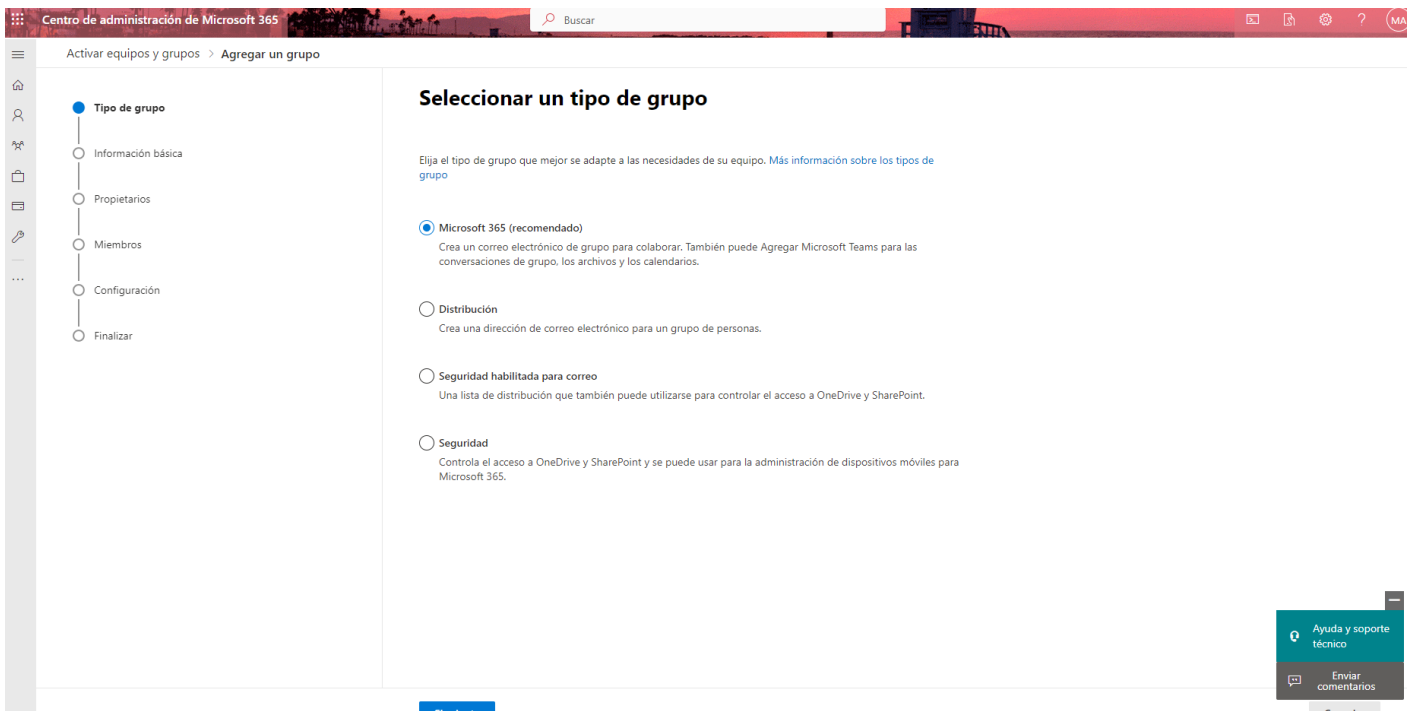 Centro de administración de Microsoft 365
Buscar
?
MA
Activar equipos y grupos > Agregar un grupo
Tipo de grupo
Información básica
Propietarios
Miembros
Configuración
Finalizar
Seleccionar un tipo de grupo
Elija el tipo de grupo que mejor se adapte a las necesidades de su equipo. Más información sobre los tipos de
grupo
Microsoft 365 (recomendado)
Crea un correo electrónico de grupo para colaborar. También puede Agregar Microsoft Teams para las
conversaciones de grupo, los archivos y los calendarios.
Distribución
Crea una dirección de correo electrónico para un grupo de personas.
Seguridad habilitada para correo
Una lista de distribución que también puede utilizarse para controlar el acceso a OneDrive y SharePoint.
Seguridad
Controla el acceso a OneDrive y SharePoint y se puede usar para la administración de dispositivos móviles para
Microsoft 365.
Ayuda y soporte
técnico
Enviar
comentarios